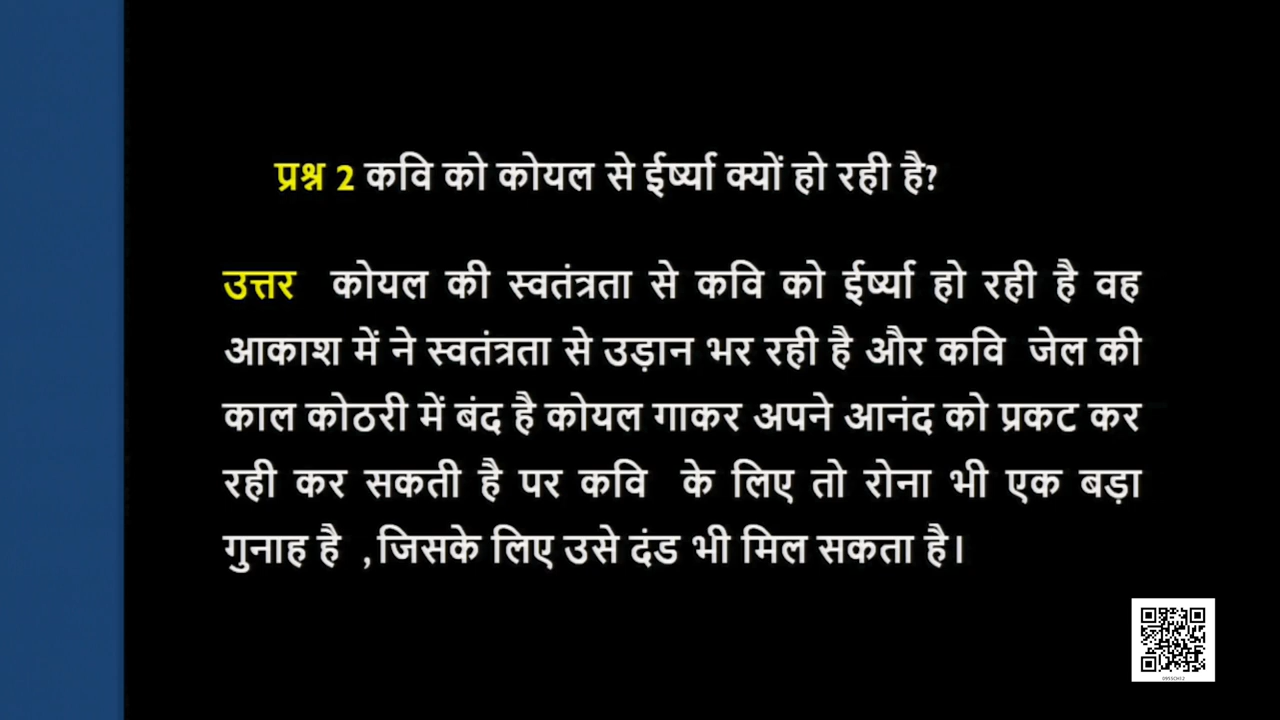 प्रश्न 2 कवि को कोयल से ईर्ष्या क्यों हो रही है?
उत्तर कोयल की स्वतंत्रता से कवि को ईर्ष्या हो रही है वह
आकाश में ने स्वतंत्रता से उड़ान भर रही है और कवि जेल की
काल कोठरी में बंद है कोयल गाकर अपने आनंद को प्रकट कर
रही कर सकती है पर कवि के लिए तो रोना भी एक बड़ा
गुनाह है , जिसके लिए उसे दंड भी मिल सकता है।